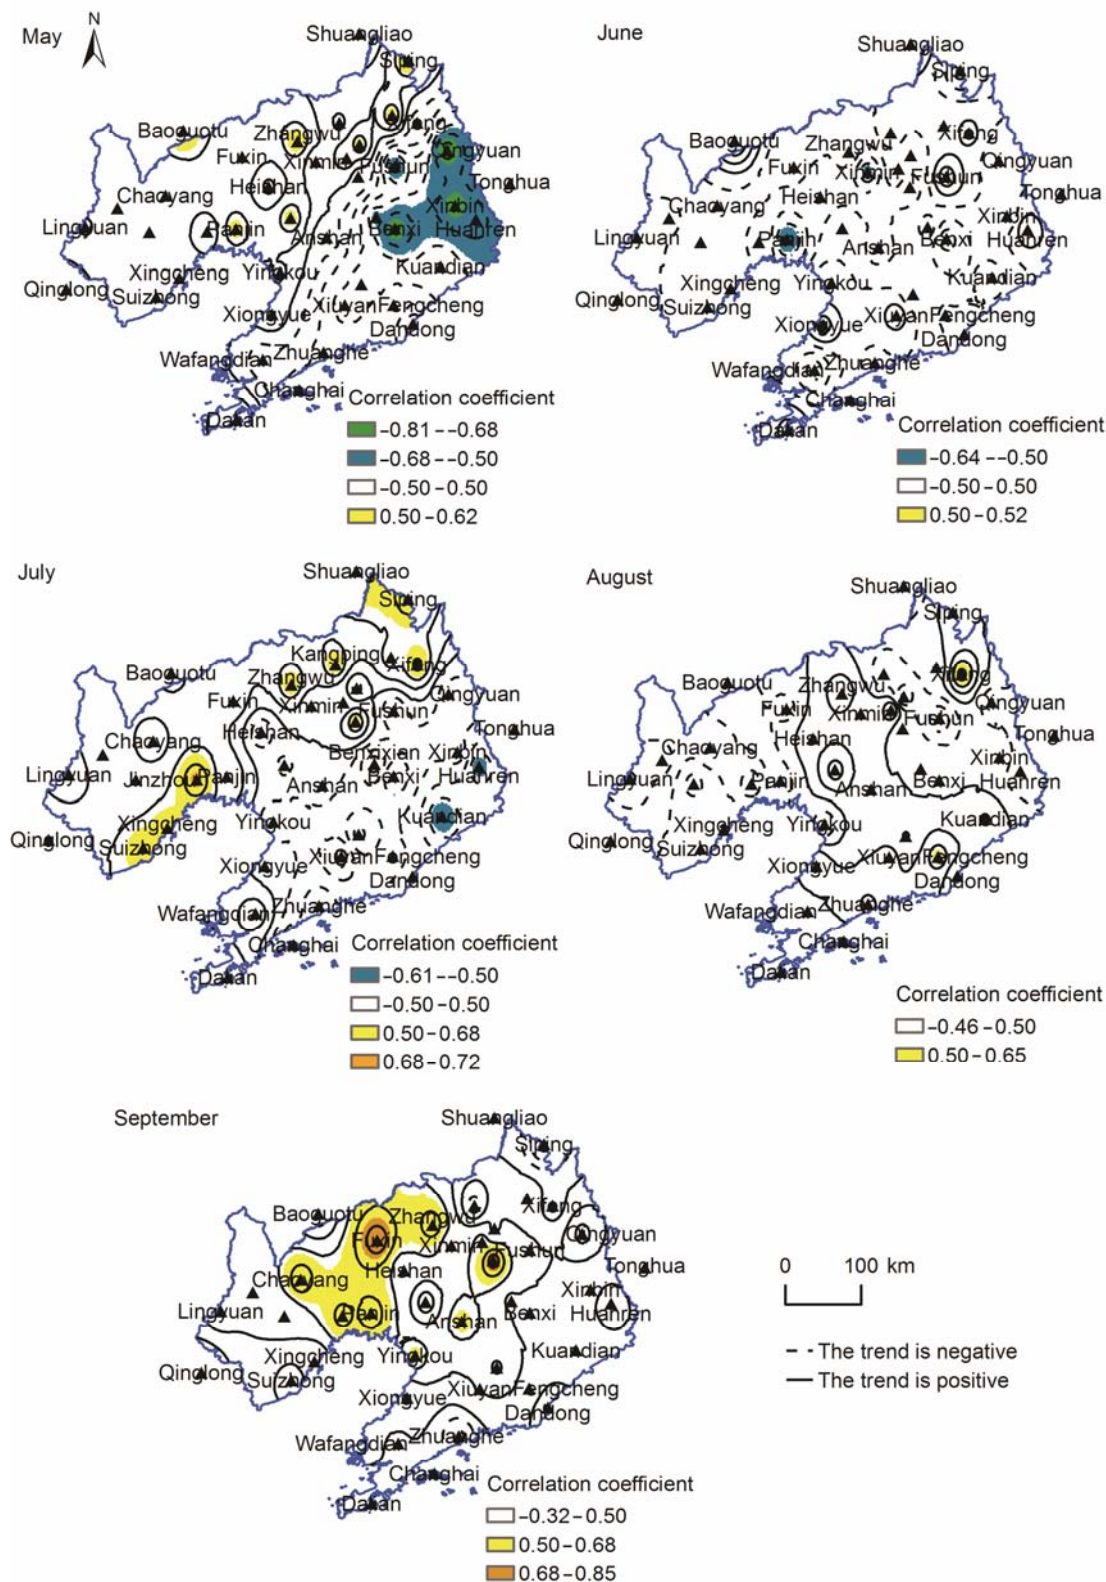 May
N
Shuangliao
Siping
Baoguotu
Zhangwu
Xifeng
Fuxin
Xinmin
Fushun
Qingyuan
Heishan
Tonghua
Chaoyang
Xinbin
Lingyuan
Panjin
Anshan
Benxi
Huanren
Xingcheng
Yingkou
Kuandian
Qinglong
Suizhong
Xiongyue
Xiuyan
Fengcheng
Dandong
Wafangdian
Zhuanghe
Changhai
Dalian
Correlation coefficient
-0.81--0.68
-0.68--0.50
-0.50-0.50
0.50-0.62
June
Shuangliao
Siping
Baoguotu
Zhangwu
Xifeng
Fuxin
Xinmin
Fushun
Qingyuan
Heishan
Tonghua
Chaoyang
Xinbin
Lingyuan
Panjin
Anshan
Benxi
Huanren
Xingcheng
Yingkou
Kuandian
Qinglong
Suizhong
Xiongyue
Xiuyan
Fengcheng
Dandong
Wafangdian
Zhuanghe
Changhai
Dalian
Correlation coefficient
-0.64--0.50
-0.50-0.50
0.50-0.52
July
Shuangliao
Siping
Baoguotu
Kangping
Xifeng
Zhangwu
Fuxin
Xinmin
Fushun
Qingyuan
Heishan
Tonghua
Chaoyang
Benxixian
Xinbin
Lingyuan
Jinzhou
Panjin
Anshan
Benxi
Huanren
Xingcheng
Yingkou
Kuandian
Qinglong
Suizhong
Xiongyue
Xiuyan
Fengcheng
Dandong
Wafangdian
Zhuanghe
Changhai
Dalian
Correlation coefficient
-0.61--0.50
-0.50-0.50
0.50-0.68
0.68-0.72
August
Shuangliao
Siping
Baoguotu
Zhangwu
Xifeng
Fuxin
Xinmin
Fushun
Qingyuan
Heishan
Tonghua
Chaoyang
Xinbin
Lingyuan
Panjin
Anshan
Benxi
Huanren
Xingcheng
Yingkou
Kuandian
Qinglong
Suizhong
Xiongyue
Xiuyan
Fengcheng
Dandong
Wafangdian
Zhuanghe
Changhai
Dalian
Correlation coefficient
-0.46-0.50
0.50-0.65
September
Shuangliao
Siping
Baoguotu
Zhangwu
Xifeng
Fuxin
Xinmin
Fushun
Qingyuan
Heishan
Tonghua
Chaoyang
Xinbin
Lingyuan
Panjin
Anshan
Benxi
Huanren
Xingcheng
Yingkou
Kuandian
Qinglong
Suizhong
Xiongyue
Xiuyan
Fengcheng
Dandong
Wafangdian
Zhuanghe
Changhai
Dalian
Correlation coefficient
-0.32-0.50
0.50-0.68
0.68-0.85
0 100 km
The trend is negative
The trend is positive